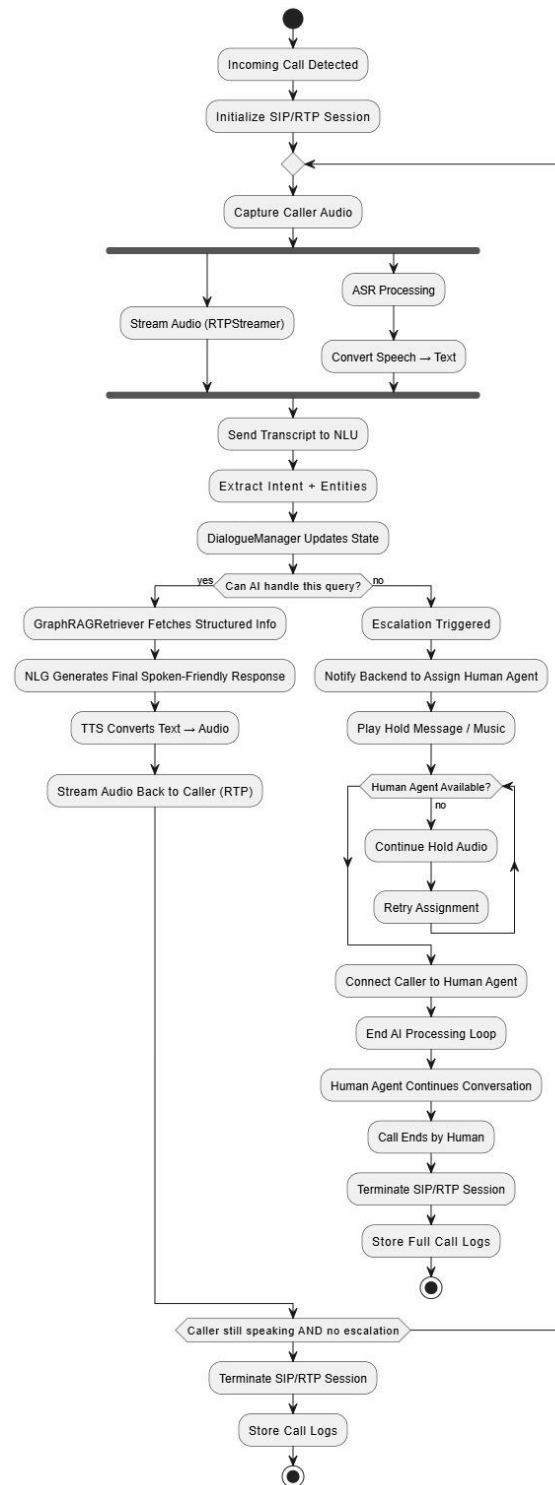 Incoming Call Detected
Initialize SIP/RTP Session
Capture Caller Audio
ASR Processing
Stream Audio (RTPStreamer)
Convert Speech → Text
Send Transcript to NLU
Extract Intent + Entities
DialogueManager Updates State
yes
Can AI handle this query?
no
GraphRAGRetriever Fetches Structured Info
Escalation Triggered
NLG Generates Final Spoken-Friendly Response
Notify Backend to Assign Human Agent
TTS Converts Text → Audio
Play Hold Message / Music
Stream Audio Back to Caller (RTP)
Human Agent Available?
no
Continue Hold Audio
Retry Assignment
Connect Caller to Human Agent
End AI Processing Loop
Human Agent Continues Conversation
Call Ends by Human
Terminate SIP/RTP Session
Store Full Call Logs
Caller still speaking AND no escalation
Terminate SIP/RTP Session
Store Call Logs